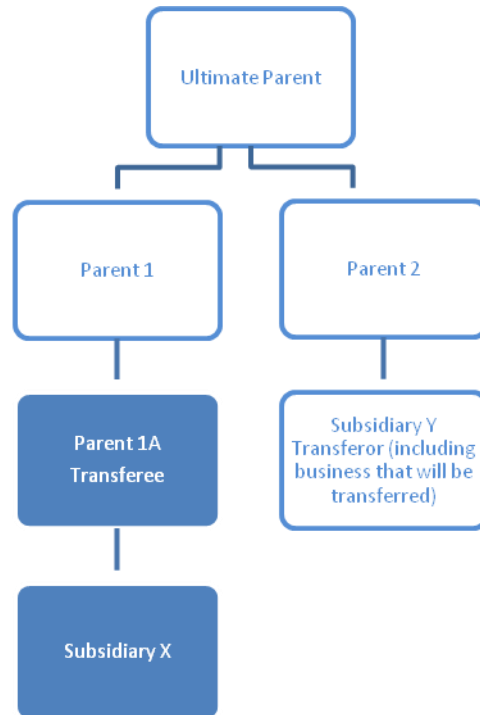 Ultimate Parent
Parent 1
Parent 2
Parent 1A
Transferee
Subsidiary Y
Transferor (including
business that will be
transferred)
Subsidiary X